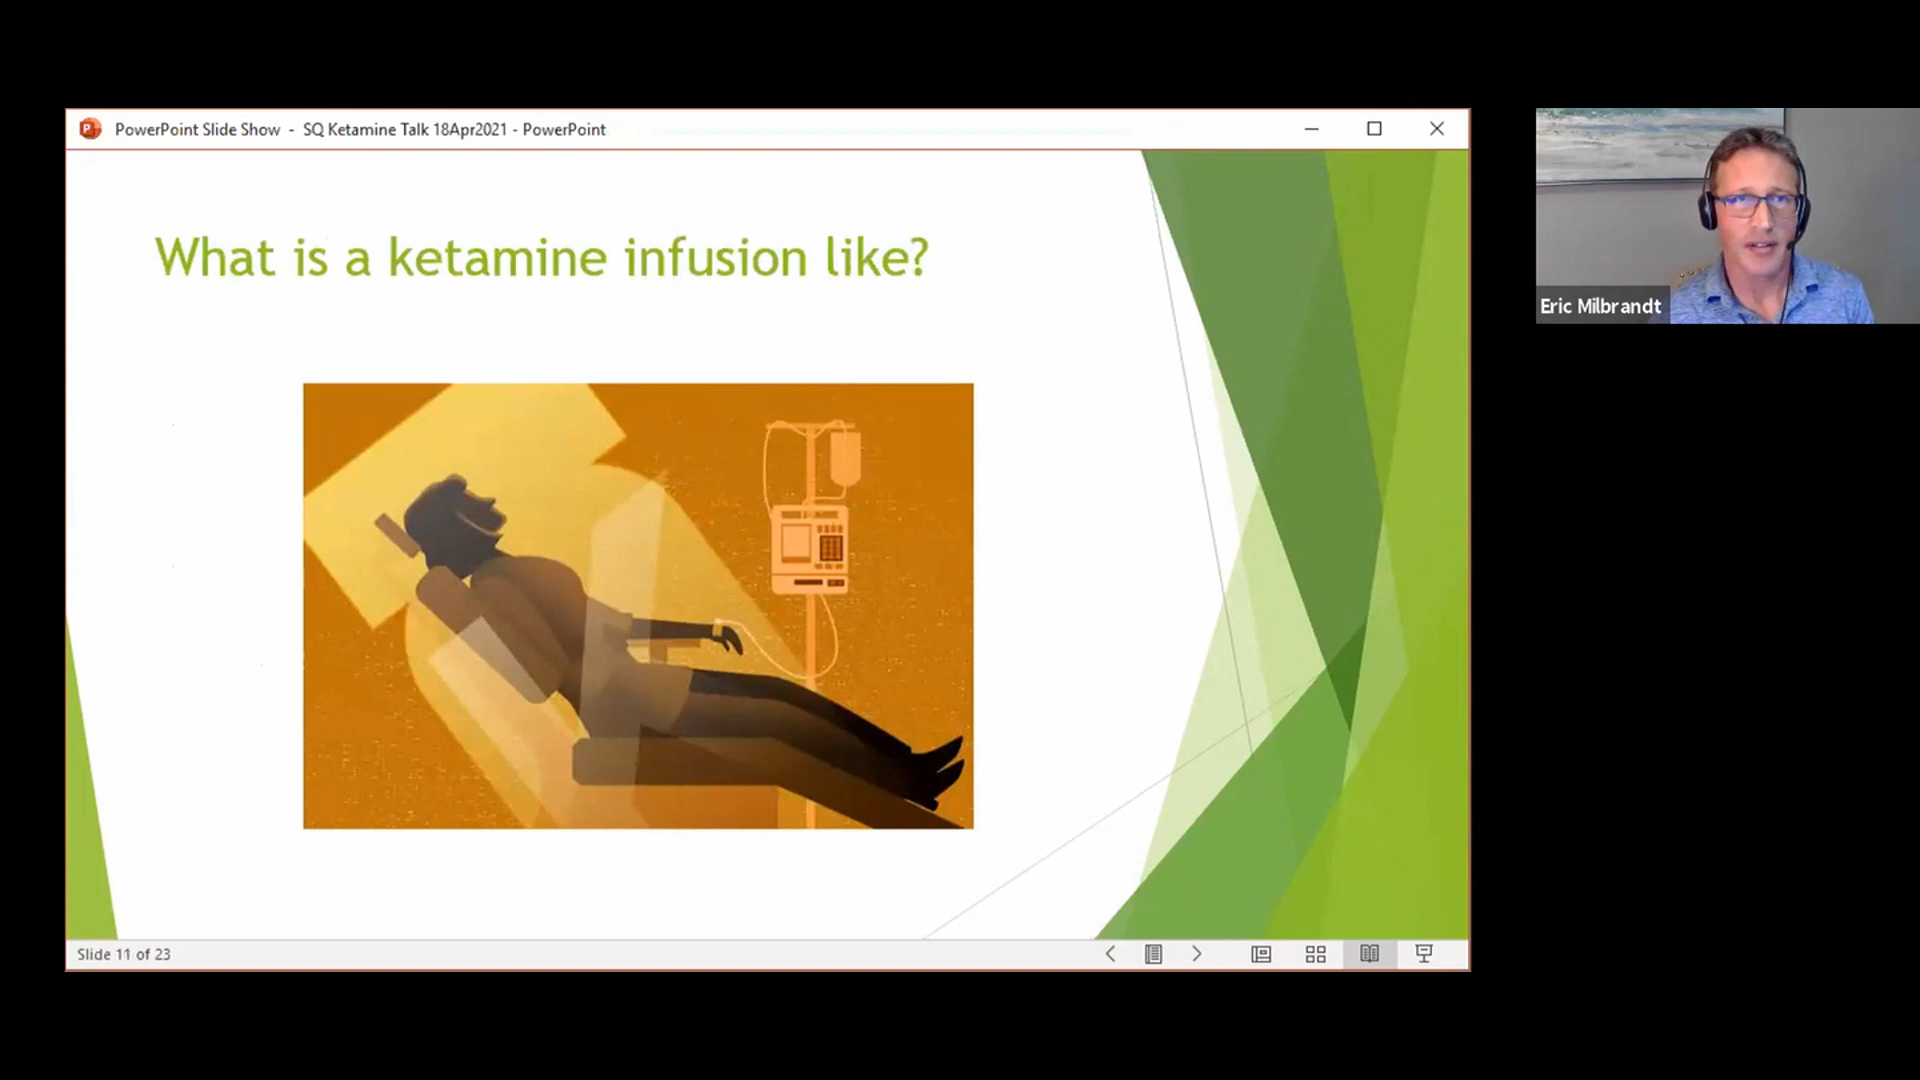 PowerPoint Slide Show - SQ Ketamine Talk 18Apr2021 - PowerPoint
What is a ketamine infusion like?
Eric Milbrandt
Slide 11 of 23